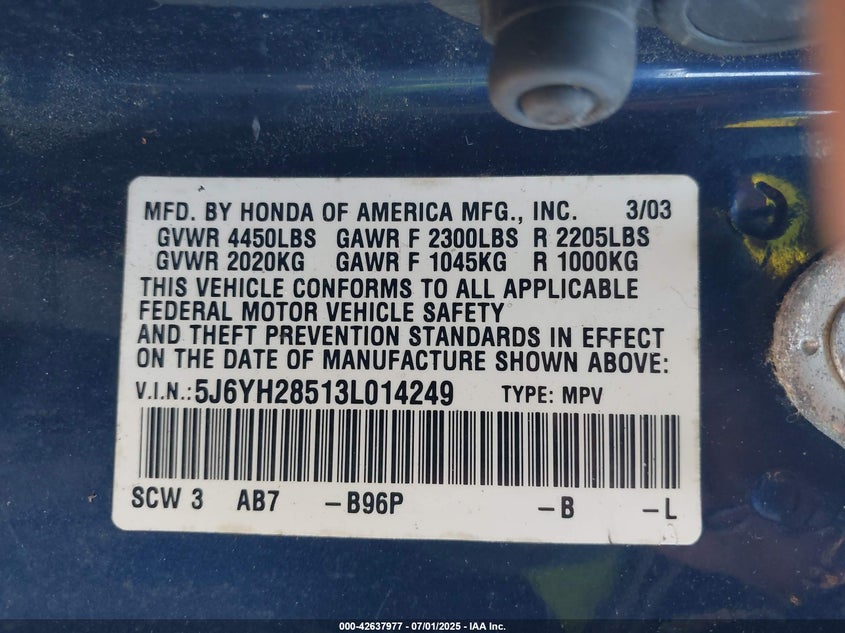 MFD. BY HONDA OF AMERICA MFG., INC. 3/03
GVWR 4450LBS GAWR F 2300LBS R 2205LBS
GVWR 2020KG GAWR F 1045KG R 1000KG
THIS VEHICLE CONFORMS TO ALL APPLICABLE
FEDERAL MOTOR VEHICLE SAFETY
AND THEFT PREVENTION STANDARDS IN EFFECT
ON THE DATE OF MANUFACTURE SHOWN ABOVE:
V.I.N.:5J6YH28513L014249 TYPE: MPV
SCW 3 AB7 -B96P -B -L
000-42637977 - 07/01/2025 - IAA Inc.